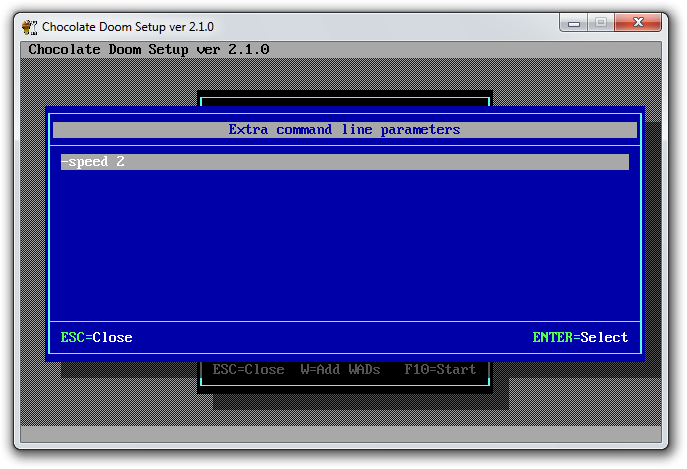 Chocolate Doom Setup ver 2.1.0
Chocolate Doom Setup ver 2.1.0
Extra command line parameters
-speed 2
ESC=Close ENTER=Select
ESC=Close W=Add WADs F10=Start